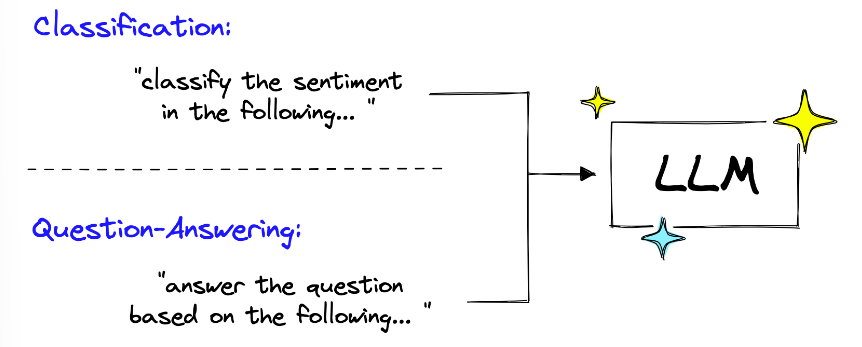 Classification:
"classify the sentiment
in the following... "
Question-Answering:
"answer the question
based on the following... "
LLM